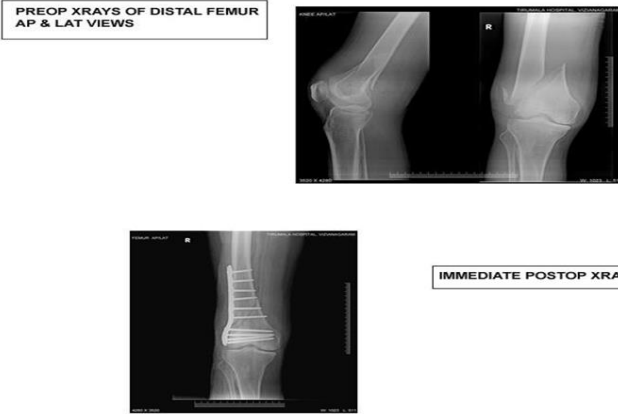 PREOP XRAYS OF DISTAL FEMUR
AP & LAT VIEWS
KNEE AP/LAT
TIRUMALA HOSPITAL, VIZIANAGARAM
R
FEMUR AP/LAT
TIRUMALA HOSPITAL, VIZIANAGARAM
R
IMMEDIATE POSTOP XRA